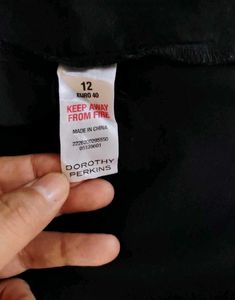 12
EURO 40
KEEP AWAY
FROM FIRE
MADE IN CHINA
DOROTHY
PERKINS